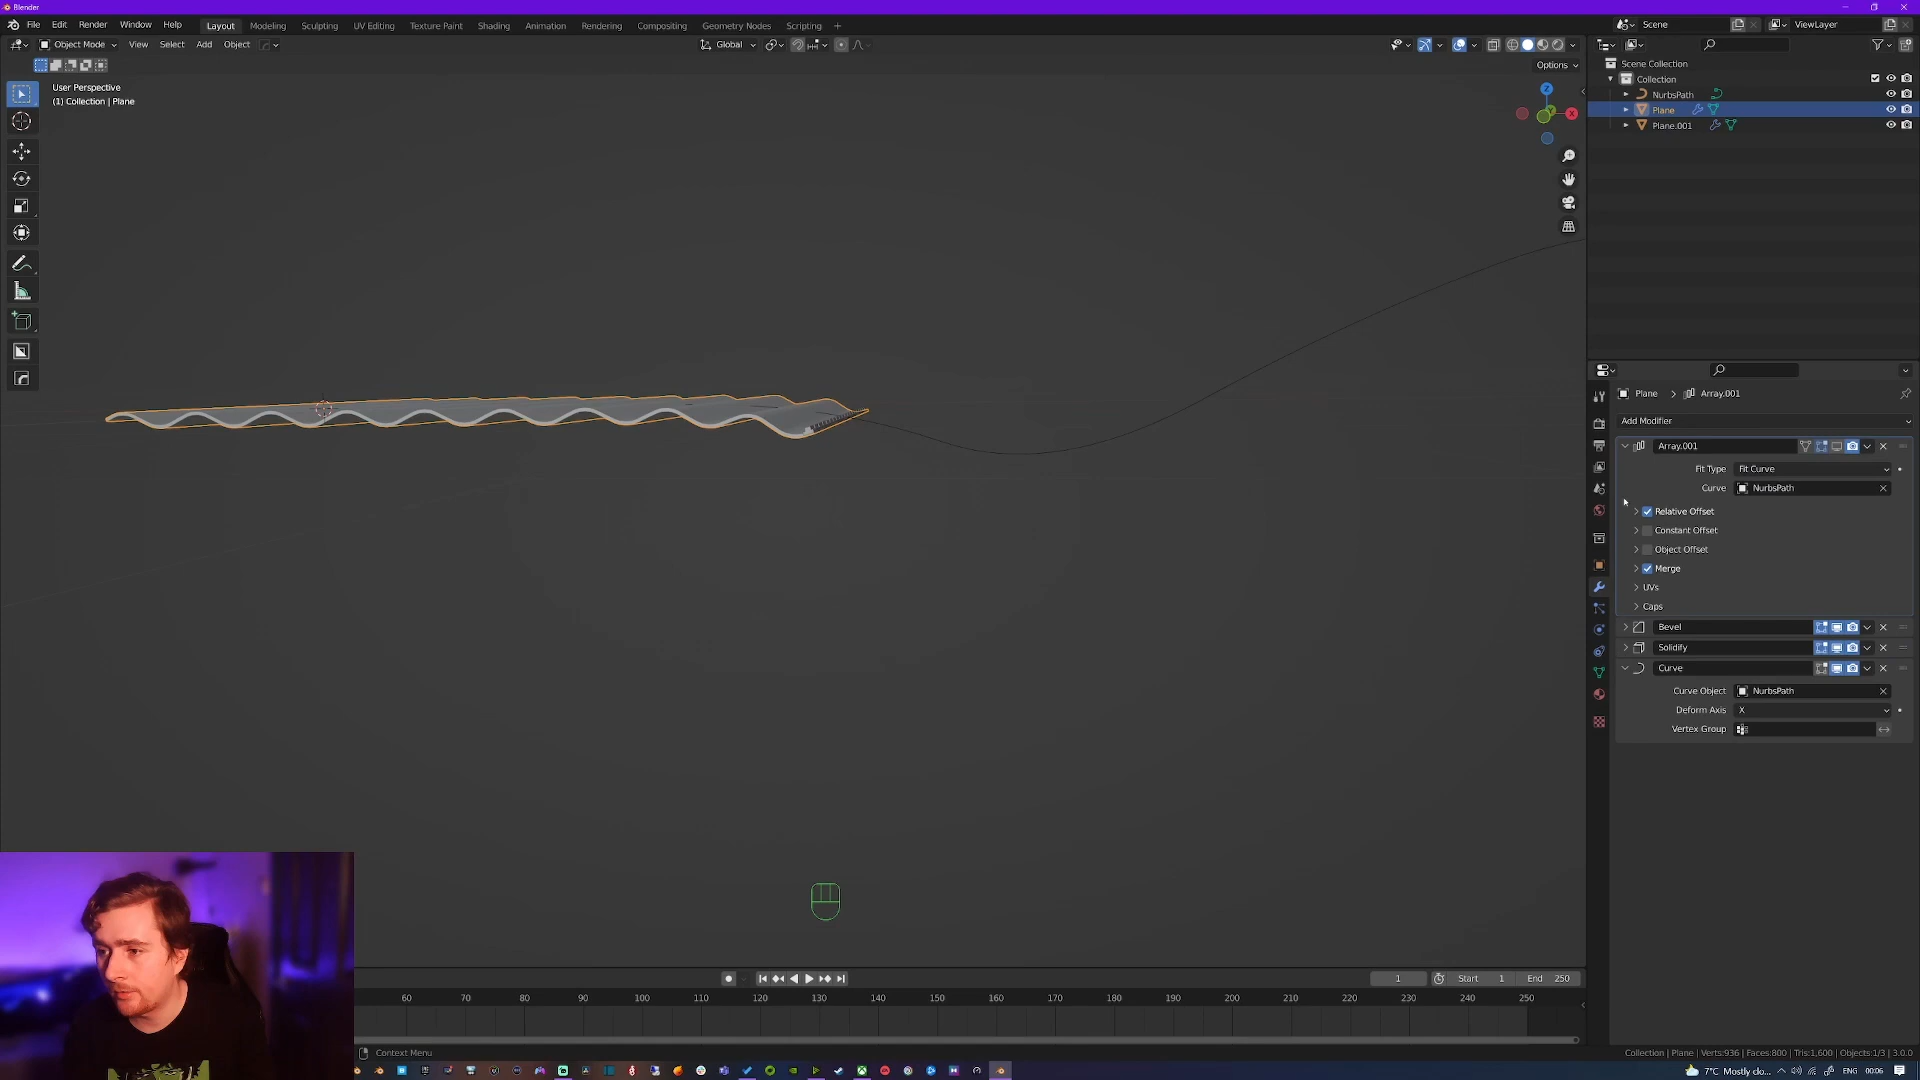 Blender
File Edit Render Window Help Layout Modeling Sculpting UV Editing Texture Paint Shading Animation Rendering Compositing Geometry Nodes Scripting + Scene ViewLayer
Object Mode View Select Add Object Global
Options
User Perspective
(1) Collection | Plane
Z
Y
X
Scene Collection
Collection
NurbsPath
Plane
Plane.001
Plane > Array.001
Add Modifier
Array.001
Fit Type Fit Curve
Curve NurbsPath
Relative Offset
Constant Offset
Object Offset
Merge
UVs
Caps
Bevel
Solidify
Curve
Curve Object NurbsPath
Deform Axis X
Vertex Group
1 Start 1 End 250
60 70 80 90 100 110 120 130 140 150 160 170 180 190 200 210 220 230 240 250
Context Menu
Collection | Plane | Verts:936 | Faces:800 | Tris:1,600 | Objects:1/3 | 3.0.0
7°C Mostly clo... ENG 00:06